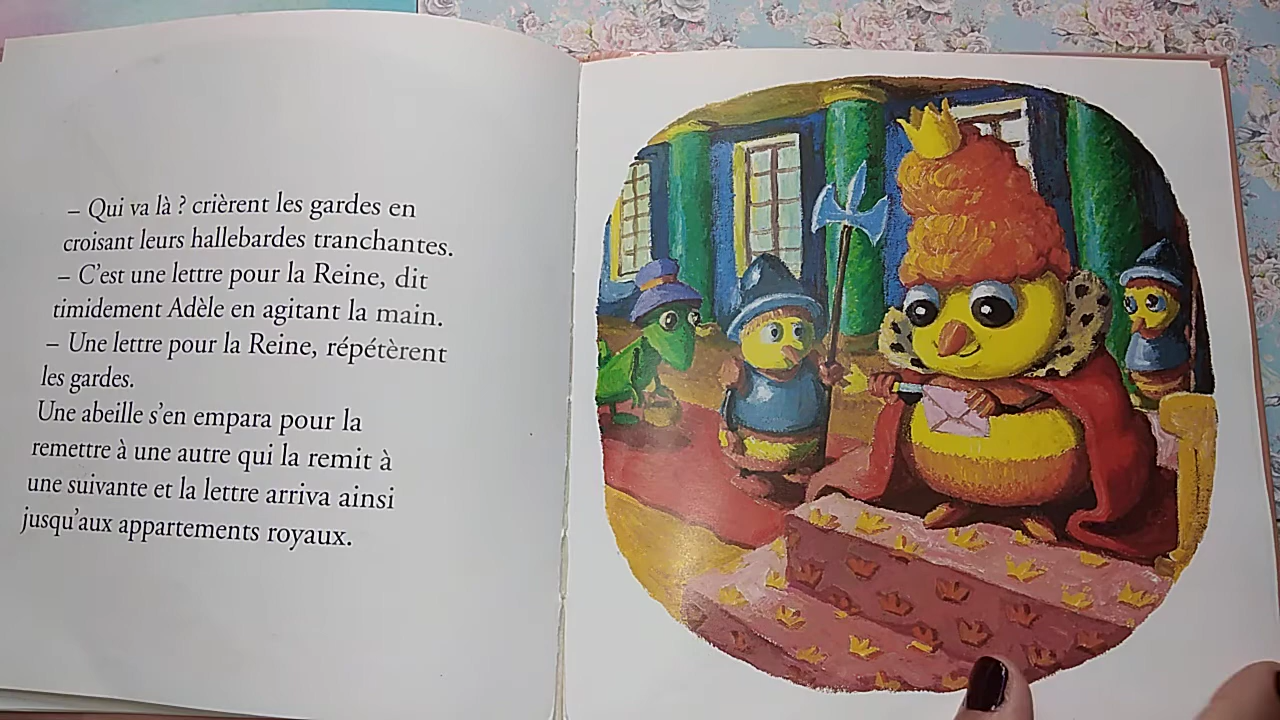 – Qui va là ? crièrent les gardes en
croisant leurs hallebardes tranchantes.
– C’est une lettre pour la Reine, dit
timidement Adèle en agitant la main.
– Une lettre pour la Reine, répétèrent
les gardes.
Une abeille s’en empara pour la
remettre à une autre qui la remit à
une suivante et la lettre arriva ainsi
jusqu’aux appartements royaux.